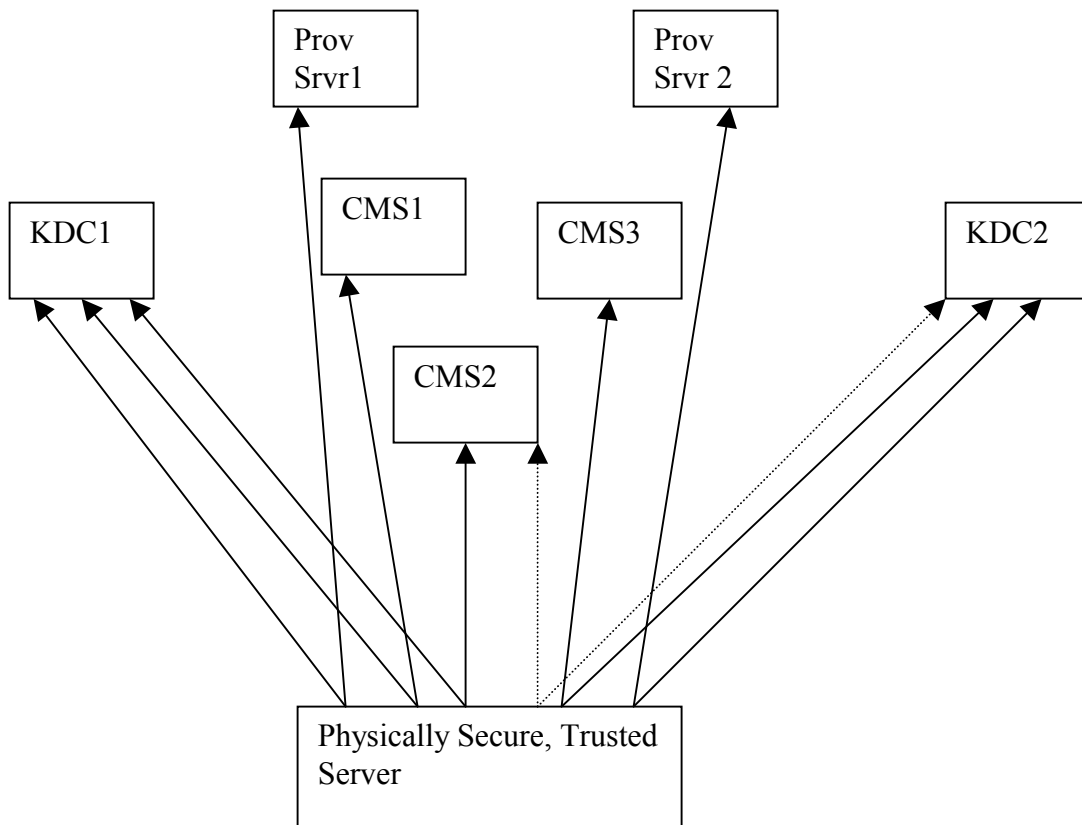 Prov
Srvr1
Prov
Srvr 2
KDC1
CMS1
CMS3
KDC2
CMS2
Physically Secure, Trusted
Server